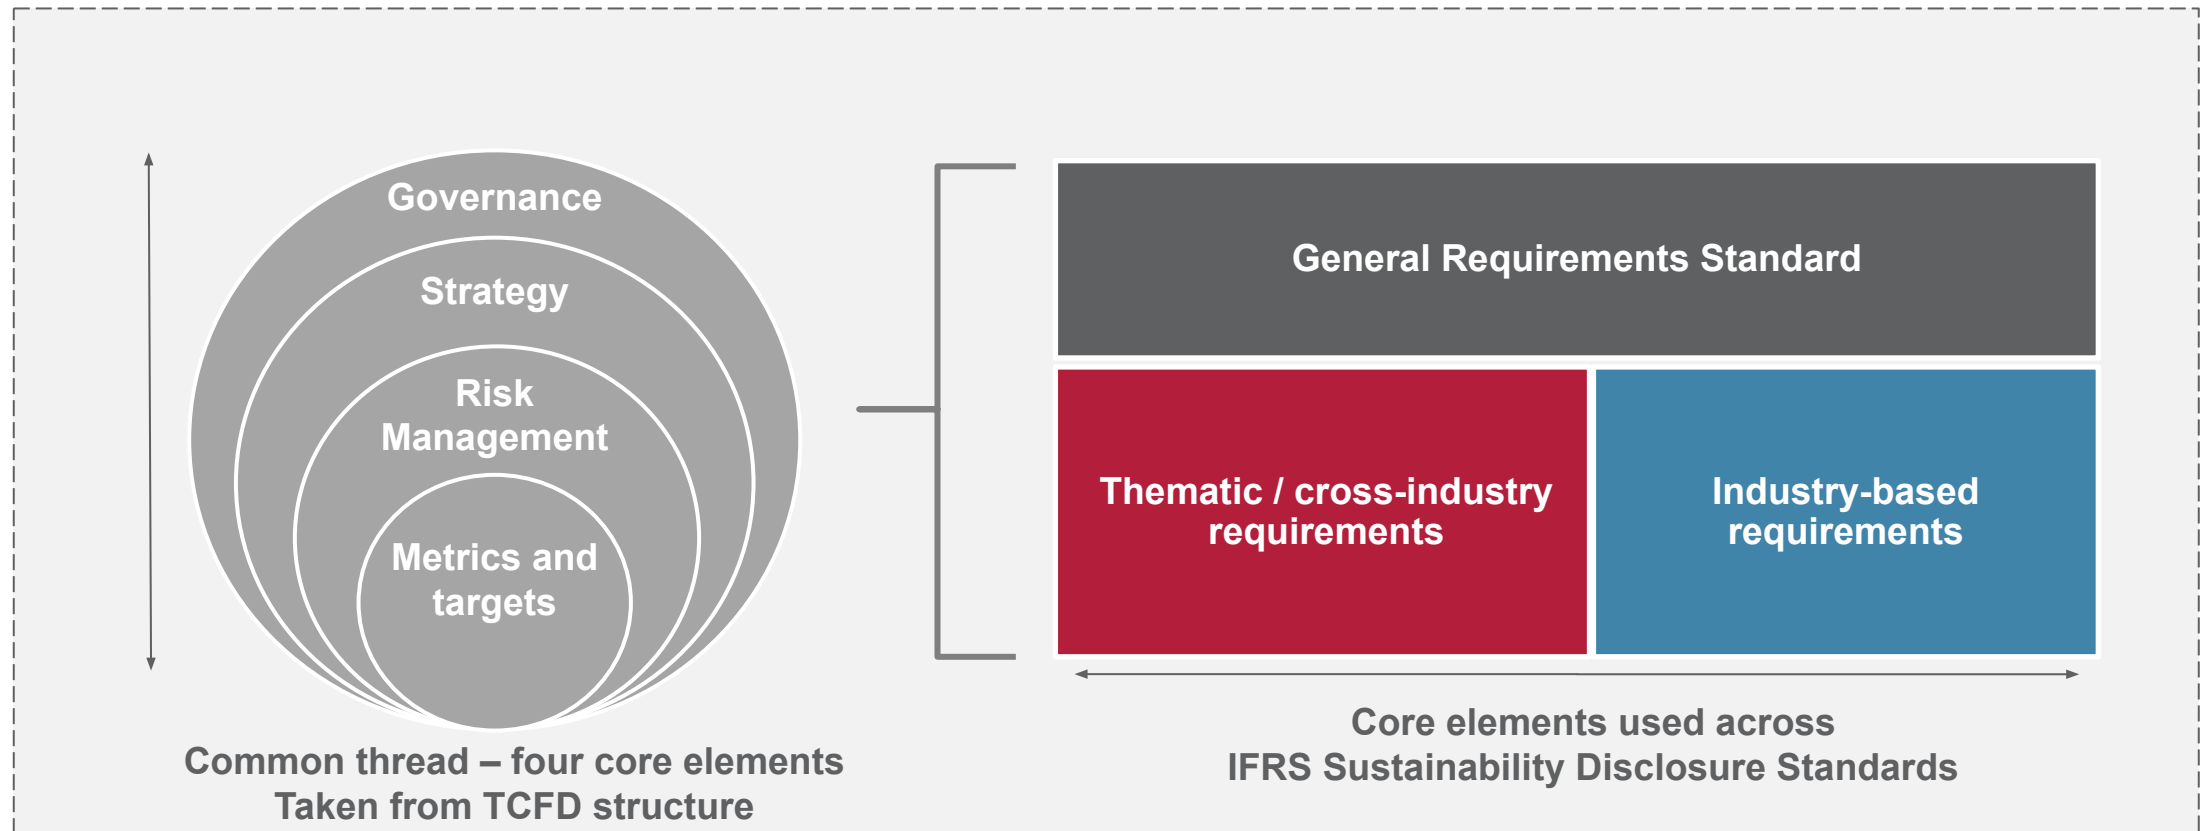 Governance
Strategy
Risk
Management
Metrics and
targets
Common thread – four core elements
Taken from TCFD structure
General Requirements Standard
Thematic / cross-industry
requirements
Industry-based
requirements
Core elements used across
IFRS Sustainability Disclosure Standards